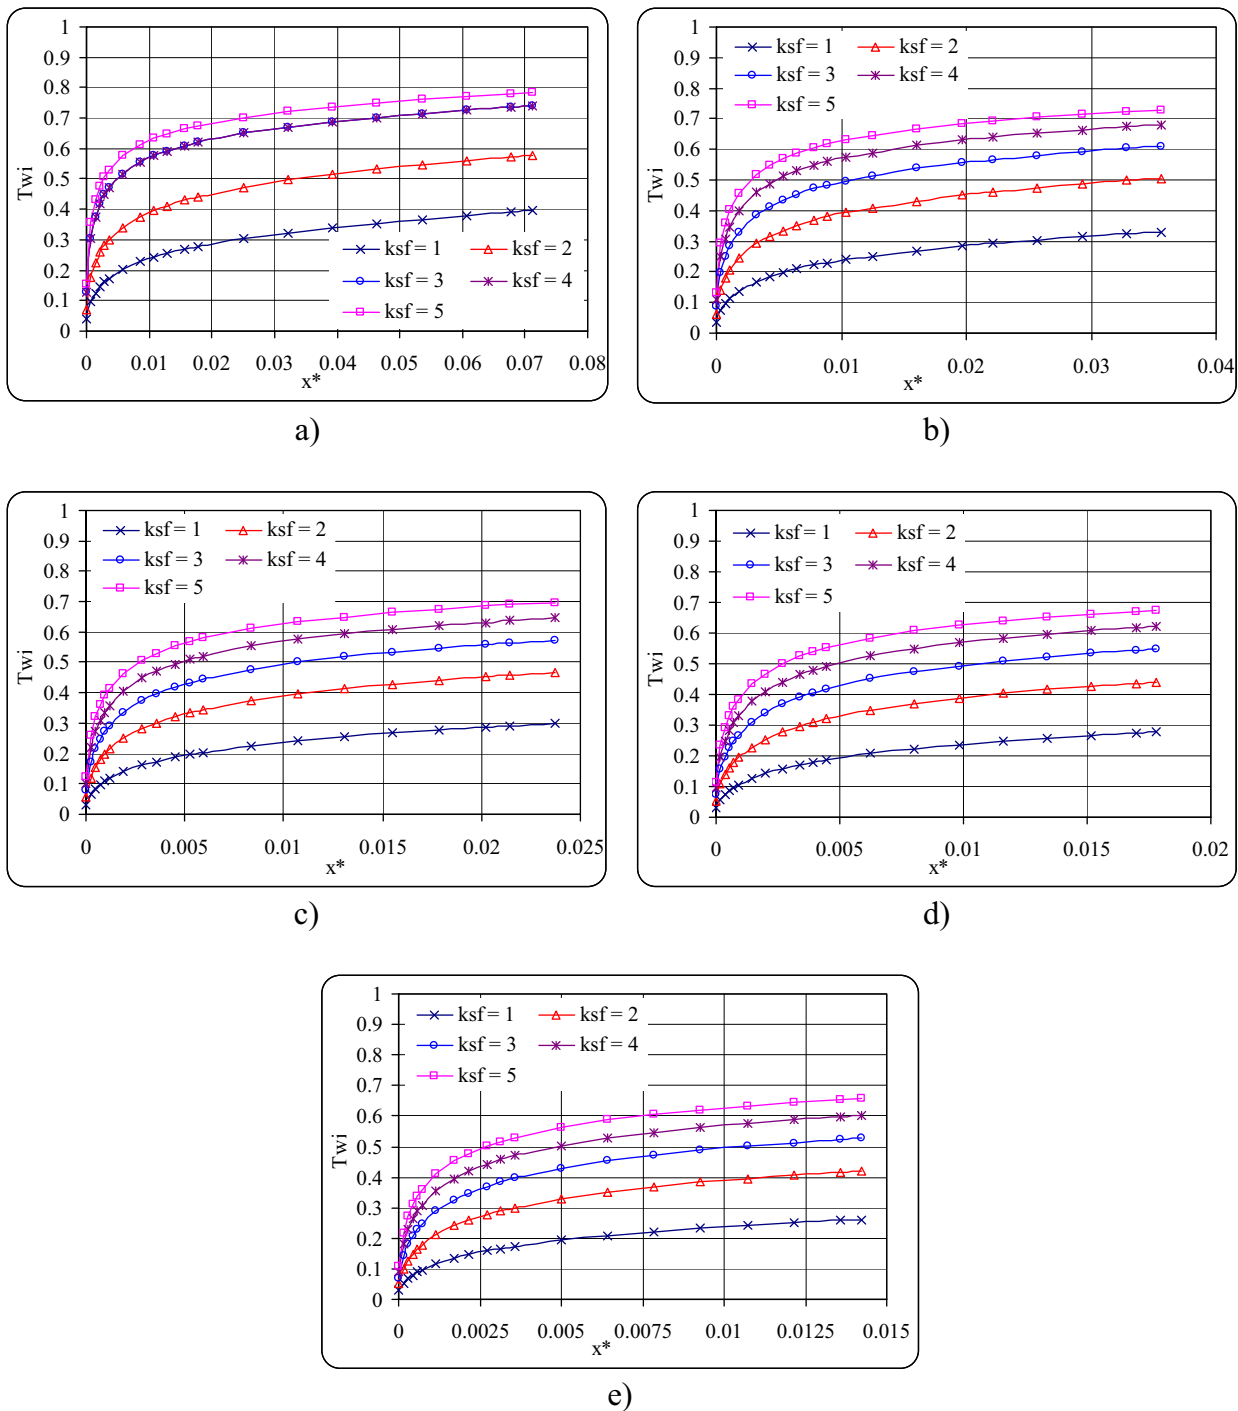 1
0.9
0.8
0.7
0.6
0.5
0.4
0.3
0.2
0.1
0
Twi
ksf = 1 ksf = 2
ksf = 3 ksf = 4
ksf = 5
0 0.01 0.02 0.03 0.04 0.05 0.06 0.07 0.08
x*
a)
1
0.9
0.8
0.7
0.6
0.5
0.4
0.3
0.2
0.1
0
Twi
ksf = 1 ksf = 2
ksf = 3 ksf = 4
ksf = 5
0 0.01 0.02 0.03 0.04
x*
b)
1
0.9
0.8
0.7
0.6
0.5
0.4
0.3
0.2
0.1
0
Twi
ksf = 1 ksf = 2
ksf = 3 ksf = 4
ksf = 5
0 0.005 0.01 0.015 0.02 0.025
x*
c)
1
0.9
0.8
0.7
0.6
0.5
0.4
0.3
0.2
0.1
0
Twi
ksf = 1 ksf = 2
ksf = 3 ksf = 4
ksf = 5
0 0.005 0.01 0.015 0.02
x*
d)
1
0.9
0.8
0.7
0.6
0.5
0.4
0.3
0.2
0.1
0
Twi
ksf = 1 ksf = 2
ksf = 3 ksf = 4
ksf = 5
0 0.0025 0.005 0.0075 0.01 0.0125 0.015
x*
e)